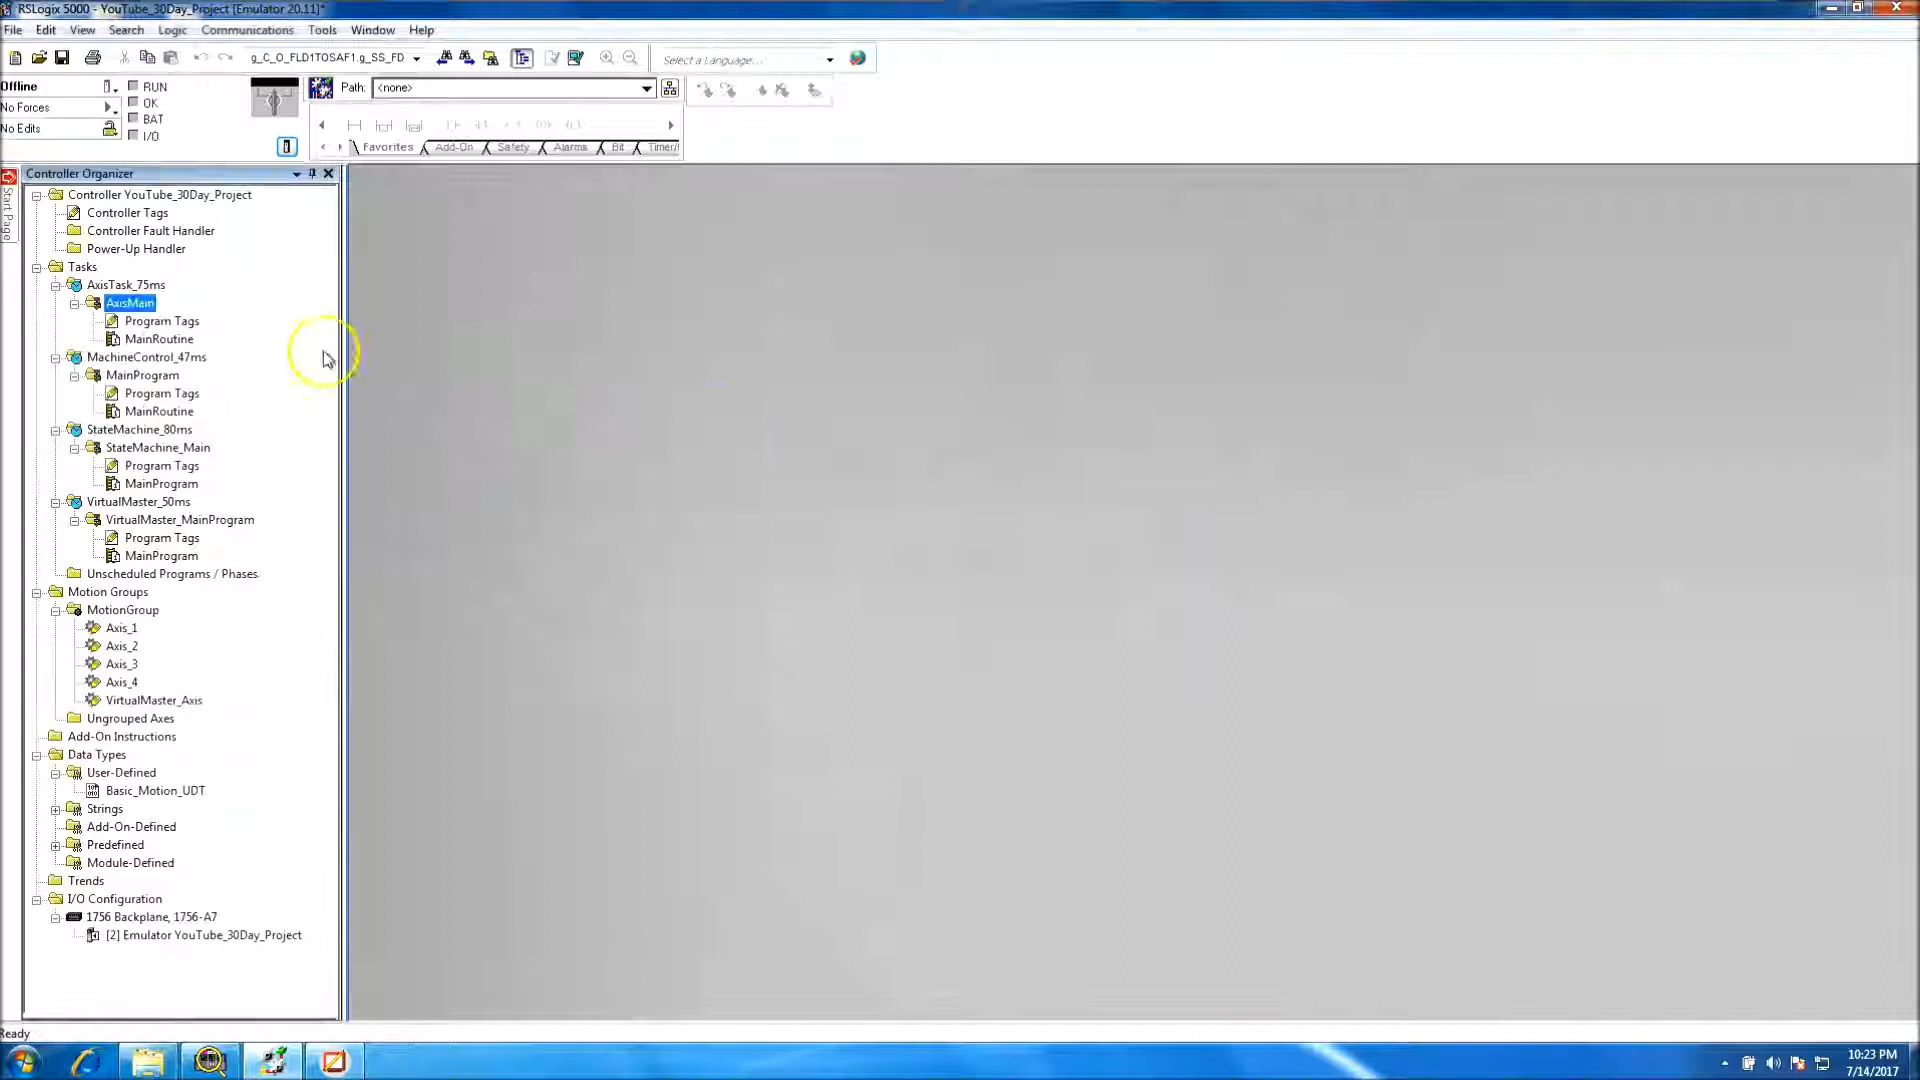 RSLogix 5000 - YouTube_30Day_Project [Emulator 20.11]*
File Edit View Search Logic Communications Tools Window Help
g_C_O_FLD1TOSAF1.g_SS_FD
Select a Language...
Offline
RUN
Path: <none>
No Forces
OK
BAT
No Edits
I/O
Favorites Add-On Safety Alarms Bit Timer/
Controller Organizer
Start Page
Controller YouTube_30Day_Project
Controller Tags
Controller Fault Handler
Power-Up Handler
Tasks
AxisTask_75ms
AxisMain
Program Tags
MainRoutine
MachineControl_47ms
MainProgram
Program Tags
MainRoutine
StateMachine_80ms
StateMachine_Main
Program Tags
MainProgram
VirtualMaster_50ms
VirtualMaster_MainProgram
Program Tags
MainProgram
Unscheduled Programs / Phases
Motion Groups
MotionGroup
Axis_1
Axis_2
Axis_3
Axis_4
VirtualMaster_Axis
Ungrouped Axes
Add-On Instructions
Data Types
User-Defined
Basic_Motion_UDT
Strings
Add-On-Defined
Predefined
Module-Defined
Trends
I/O Configuration
1756 Backplane, 1756-A7
[2] Emulator YouTube_30Day_Project
Ready
10:23 PM
7/14/2017